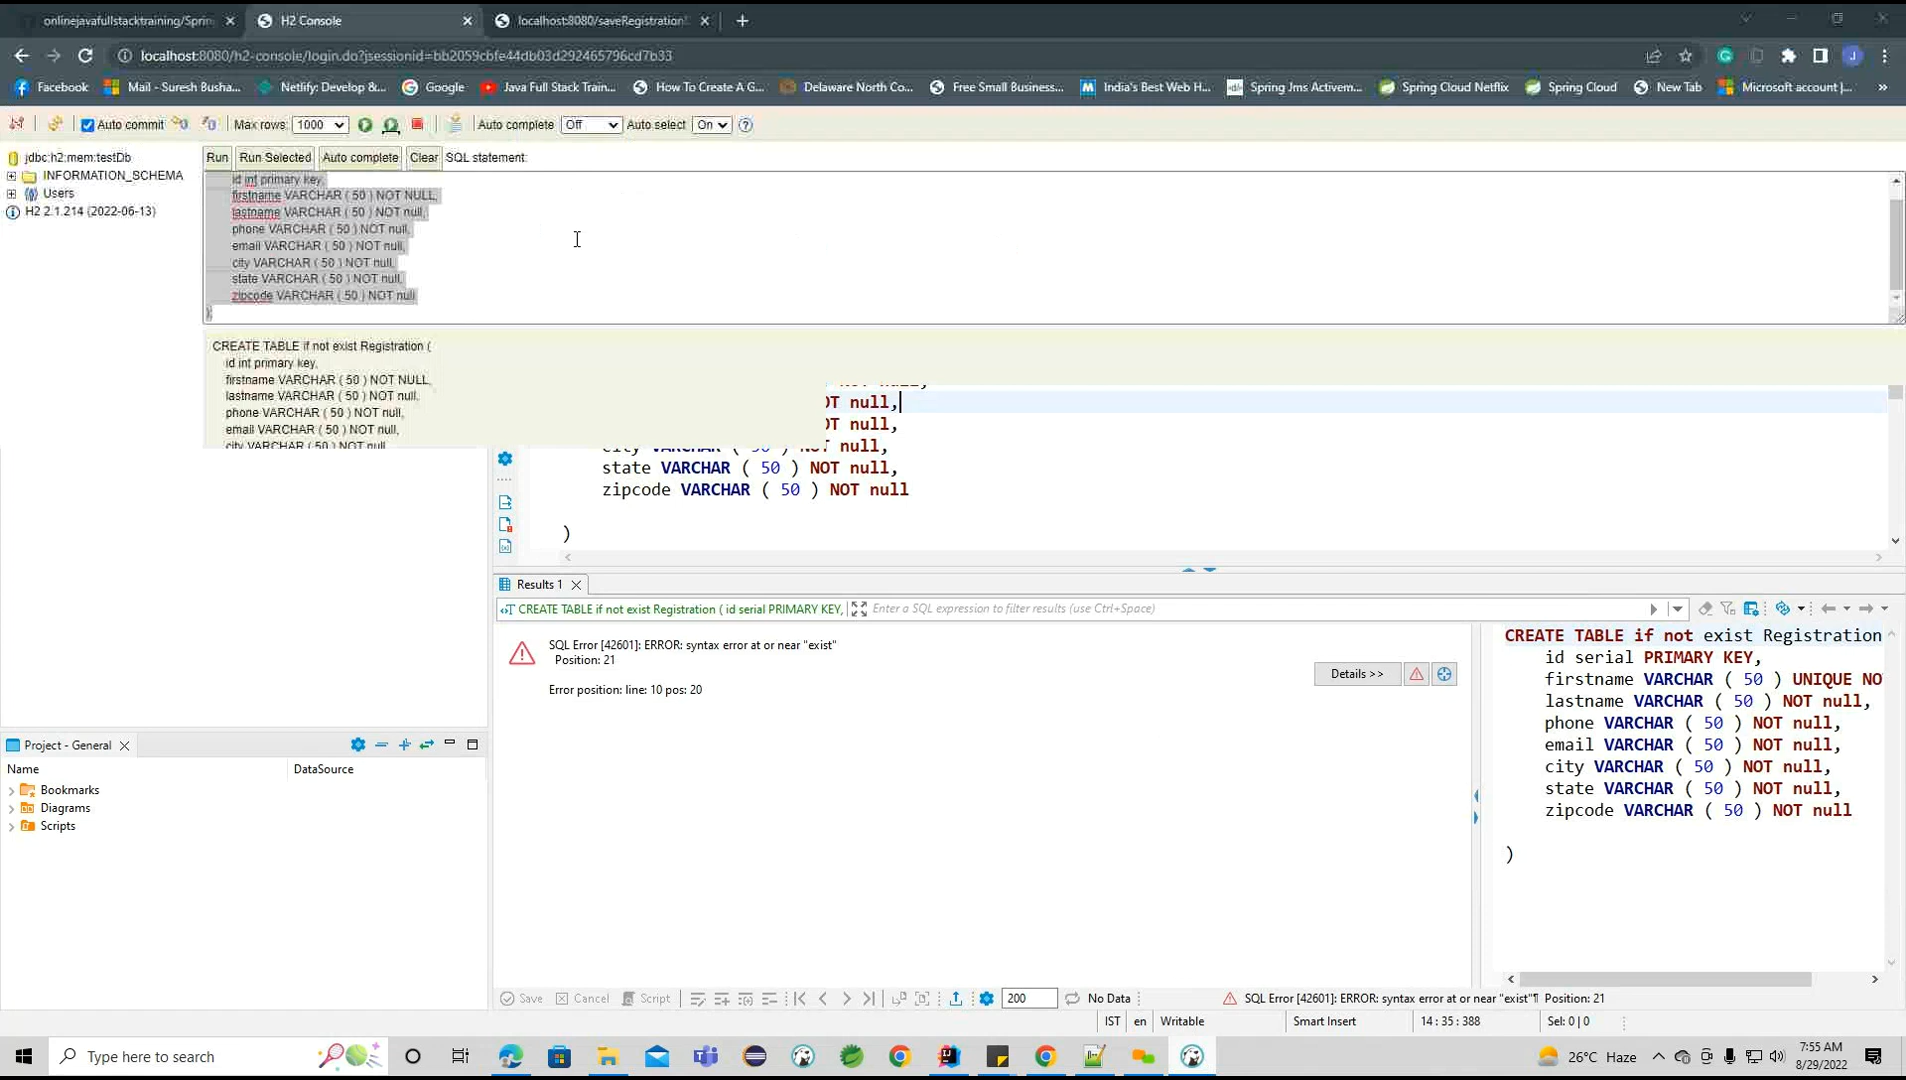 onlinejavafullstacktraining/Sprin
H2 Console
localhost:8080/saveRegistration
localhost:8080/h2-console/login.do?jsessionid=bb2059cbfe44db03d292465796cd7b33
J
Facebook
Mail - Suresh Busha...
Netlify: Develop &...
Google
Java Full Stack Train...
How To Create A G...
Delaware North Co...
Free Small Business...
India's Best Web H...
Spring Jms Activem...
Spring Cloud Netflix
Spring Cloud
New Tab
Microsoft account |...
»
Auto commit
Max rows: 1000
Auto complete Off
Auto select On
jdbc:h2:mem:testDb
INFORMATION_SCHEMA
Users
H2 2.1.214 (2022-06-13)
Run
Run Selected
Auto complete
Clear
SQL statement:
id int primary key,
firstname VARCHAR ( 50 ) NOT NULL,
lastname VARCHAR ( 50 ) NOT null,
phone VARCHAR ( 50 ) NOT null,
email VARCHAR ( 50 ) NOT null,
city VARCHAR ( 50 ) NOT null,
state VARCHAR ( 50 ) NOT null,
zipcode VARCHAR ( 50 ) NOT null
);
CREATE TABLE if not exist Registration (
id int primary key,
firstname VARCHAR ( 50 ) NOT NULL,
lastname VARCHAR ( 50 ) NOT null,
phone VARCHAR ( 50 ) NOT null,
email VARCHAR ( 50 ) NOT null,
city VARCHAR ( 50 ) NOT null
NOT null,
OT null,
OT null,
city VARCHAR ( 50 ) NOT null,
state VARCHAR ( 50 ) NOT null,
zipcode VARCHAR ( 50 ) NOT null
)
Results 1
CREATE TABLE if not exist Registration ( id serial PRIMARY KEY,
Enter a SQL expression to filter results (use Ctrl+Space)
SQL Error [42601]: ERROR: syntax error at or near "exist"
Position: 21
Error position: line: 10 pos: 20
Details >>
CREATE TABLE if not exist Registration
id serial PRIMARY KEY,
firstname VARCHAR ( 50 ) UNIQUE NO
lastname VARCHAR ( 50 ) NOT null,
phone VARCHAR ( 50 ) NOT null,
email VARCHAR ( 50 ) NOT null,
city VARCHAR ( 50 ) NOT null,
state VARCHAR ( 50 ) NOT null,
zipcode VARCHAR ( 50 ) NOT null
)
Project - General
Name
DataSource
Bookmarks
Diagrams
Scripts
Save
Cancel
Script
200
No Data
SQL Error [42601]: ERROR: syntax error at or near "exist"¶ Position: 21
IST
en
Writable
Smart Insert
14 : 35 : 388
Sel: 0 | 0
Type here to search
26°C Haze
7:55 AM
8/29/2022